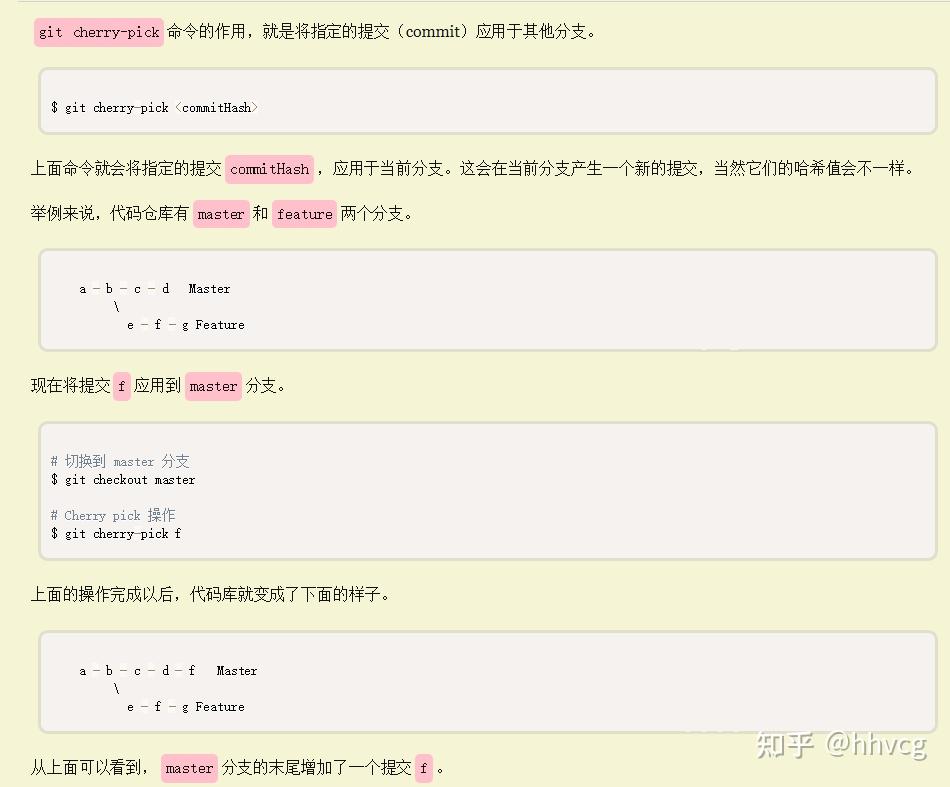 git cherry-pick 命令的作用，就是将指定的提交（commit）应用于其他分支。
$ git cherry-pick <commitHash>
上面命令就会将指定的提交 commitHash ，应用于当前分支。这会在当前分支产生一个新的提交，当然它们的哈希值会不一样。
举例来说，代码仓库有 master 和 feature 两个分支。
a - b - c - d   Master
\
e - f - g Feature
现在将提交 f 应用到 master 分支。
# 切换到 master 分支
$ git checkout master
# Cherry pick 操作
$ git cherry-pick f
上面的操作完成以后，代码库就变成了下面的样子。
a - b - c - d - f   Master
\
e - f - g Feature
从上面可以看到， master 分支的末尾增加了一个提交 f 。
知乎 @hhvcg